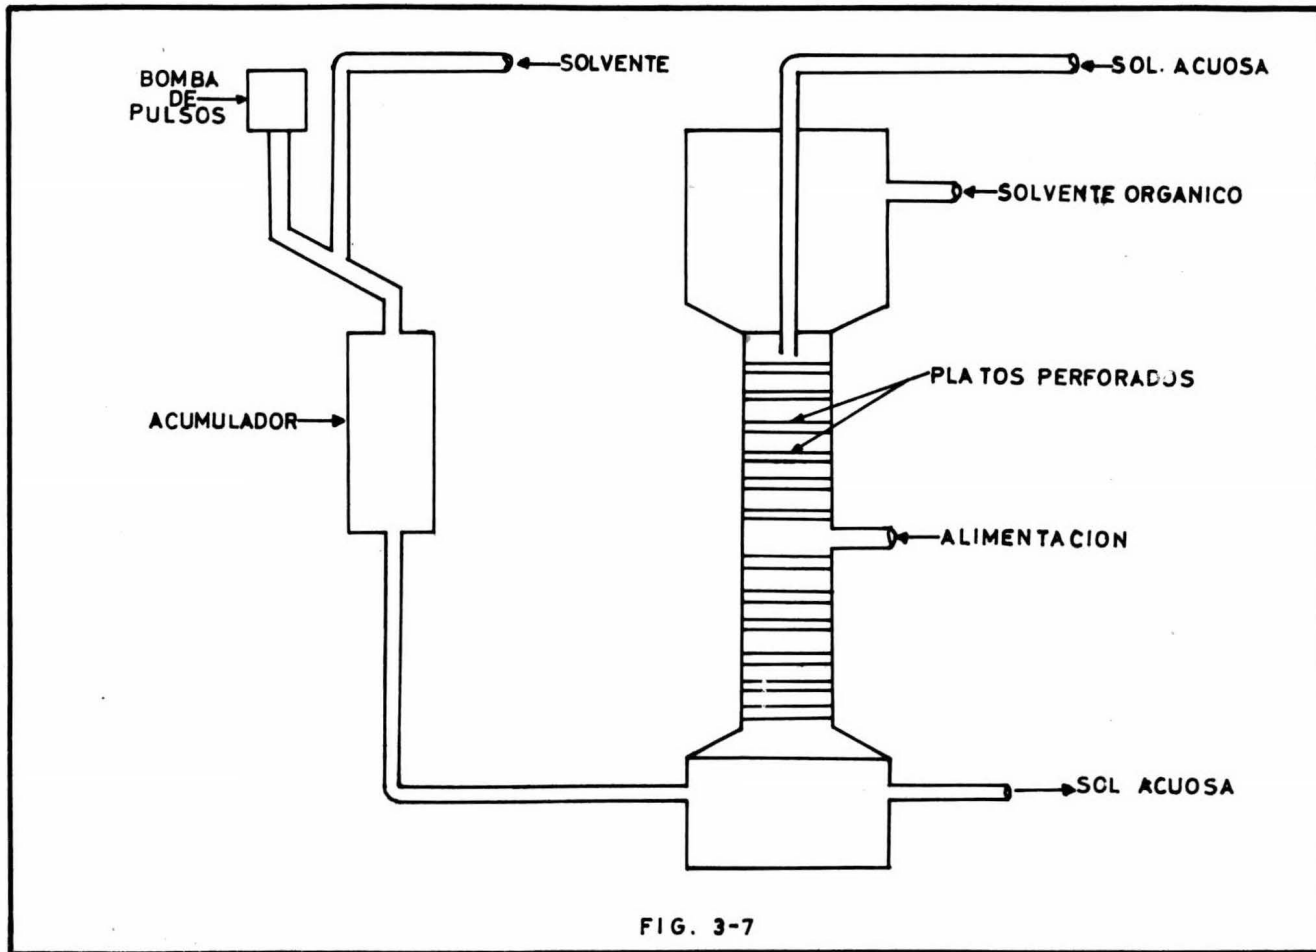 SOLVENTE
SOL. ACUOSA
BOMBA
DE
PULSOS
SOLVENTE ORGANICO
PLATOS PERFORADOS
ACUMULADOR
ALIMENTACION
SOL ACUOSA
FIG. 3-7